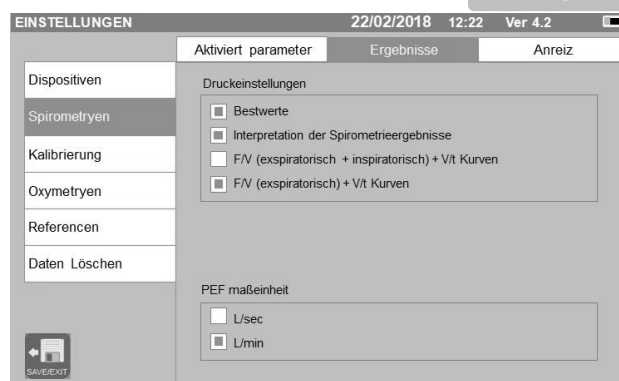 EINSTELLUNGEN 22/02/2018 12:22 Ver 4.2
Aktiviert parameter Ergebnisse Anreiz
Dispositiven
Spirometryen
Kalibrierung
Oxymetryen
Referencen
Daten Löschen
Druckeinstellungen
Bestwerte
Interpretation der Spirometrieergebnisse
F/V (exspiratorisch + inspiratorisch) + V/t Kurven
F/V (exspiratorisch) + V/t Kurven
PEF maßeinheit
L/sec
L/min
SAVE/EXIT